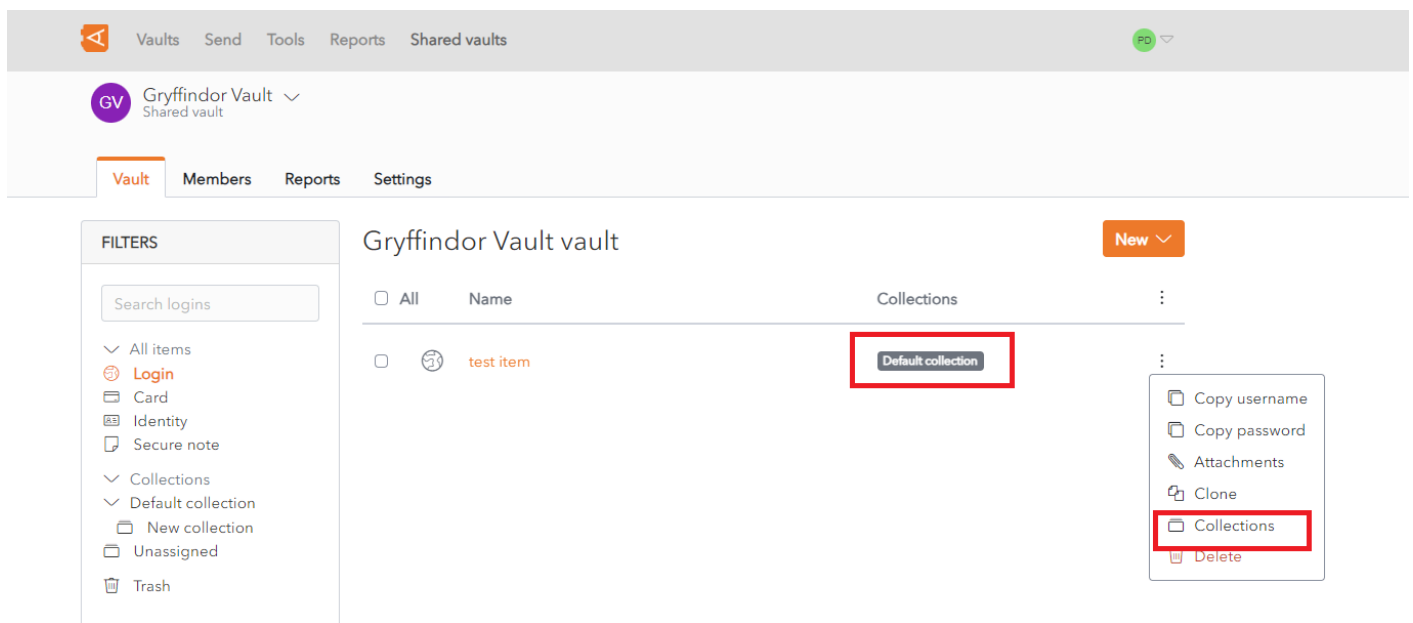 Vaults Send Tools Reports Shared vaults PD
GV Gryffindor Vault
Shared vault
Vault Members Reports Settings
FILTERS
Search logins
All items
Login
Card
Identity
Secure note
Collections
Default collection
New collection
Unassigned
Trash
Gryffindor Vault vault
New
All Name Collections
test item Default collection
Copy username
Copy password
Attachments
Clone
Collections
Delete